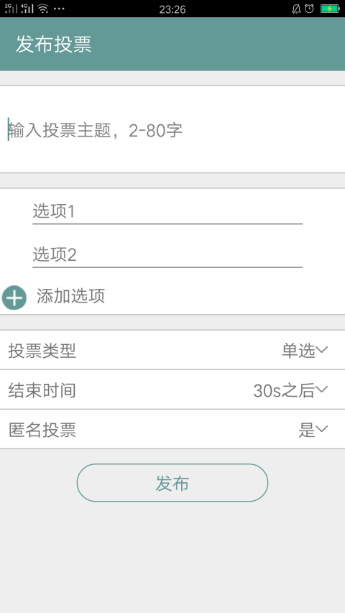 3G 4G ... 23:26
发布投票
输入投票主题，2-80字
选项1
选项2
添加选项
投票类型 单选
结束时间 30s之后
匿名投票 是
发布